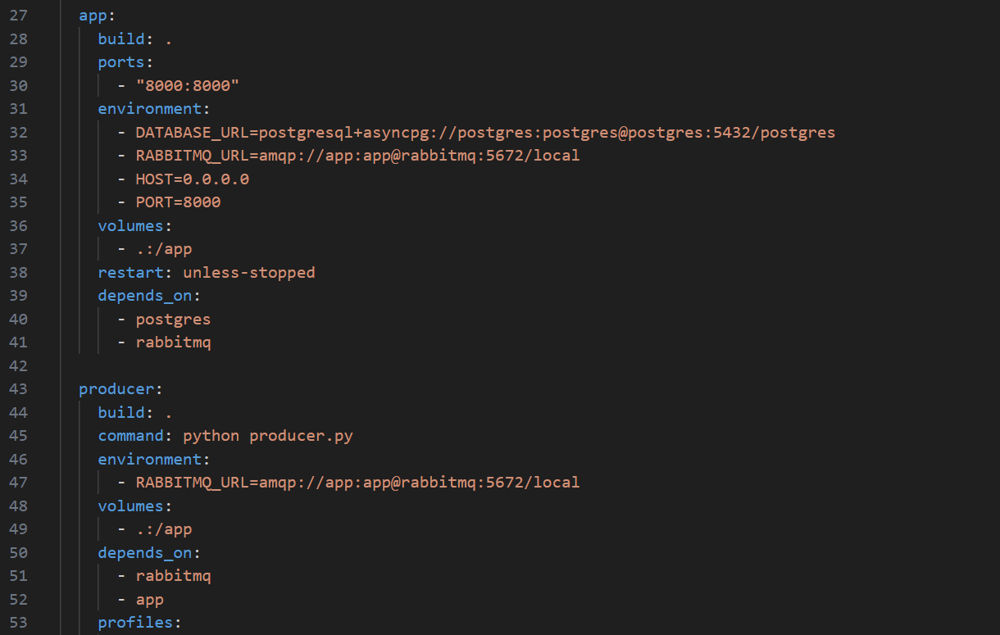 27 app:
28 build: .
29 ports:
30 - "8000:8000"
31 environment:
32 - DATABASE_URL=postgresql+asyncpg://postgres:postgres@postgres:5432/postgres
33 - RABBITMQ_URL=amqp://app:app@rabbitmq:5672/local
34 - HOST=0.0.0.0
35 - PORT=8000
36 volumes:
37 - .:/app
38 restart: unless-stopped
39 depends_on:
40 - postgres
41 - rabbitmq
42
43 producer:
44 build: .
45 command: python producer.py
46 environment:
47 - RABBITMQ_URL=amqp://app:app@rabbitmq:5672/local
48 volumes:
49 - .:/app
50 depends_on:
51 - rabbitmq
52 - app
53 profiles: